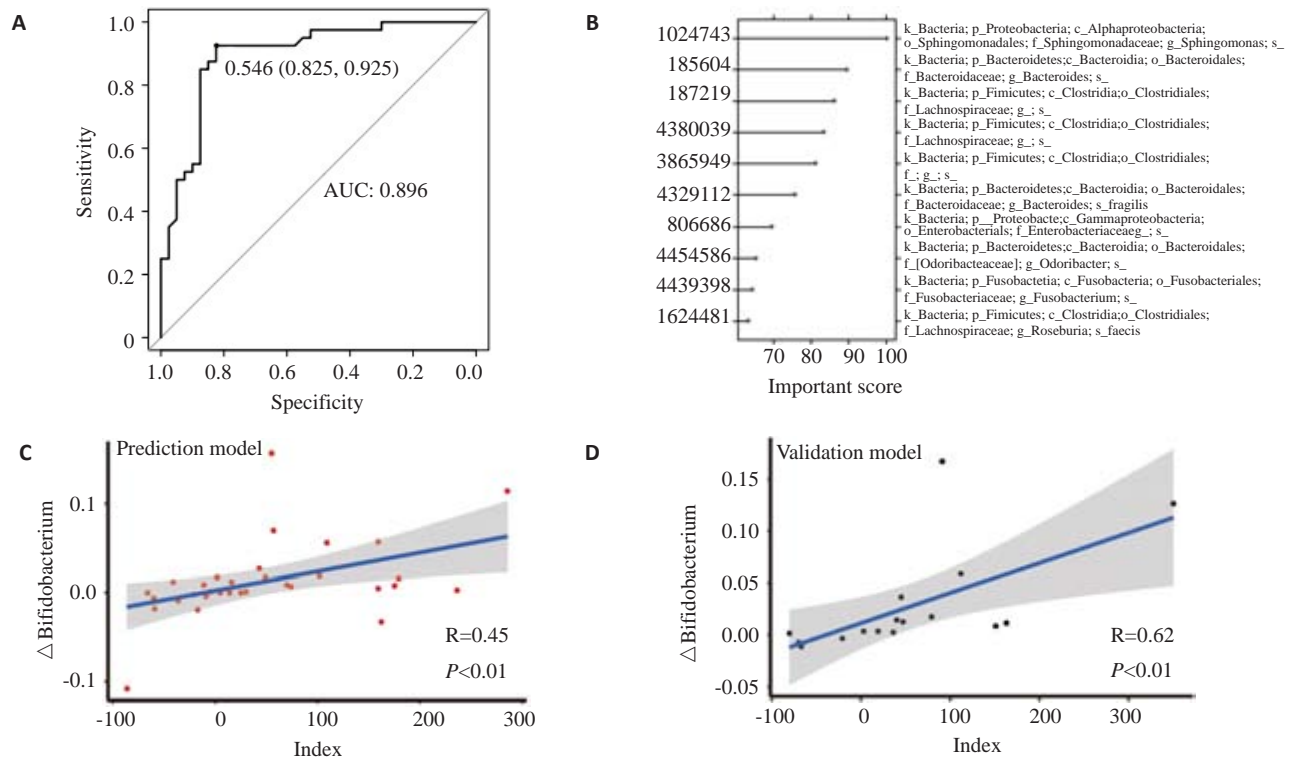 A
1.0
0.8
0.6
0.4
0.2
0
Sensitivity
0.546 (0.825, 0.925)
AUC: 0.896
1.0
0.8
0.6
0.4
0.2
0.0
Specificity
B
1024743
k_Bacteria; p_Proteobacteria; c_Alphaproteobacteria;
o_Sphingomonadales; f_Sphingomonadaceae; g_Sphingomonas; s_
185604
k_Bacteria; p_Bacteroidetes;c_Bacteroidia; o_Bacteroidales;
f_Bacteroidaceae; g_Bacteroides; s_
187219
k_Bacteria; p_Fimicutes; c_Clostridia;o_Clostridiales;
f_Lachnospiraceae; g_; s_
4380039
k_Bacteria; p_Fimicutes; c_Clostridia;o_Clostridiales;
f_Lachnospiraceae; g_; s_
3865949
k_Bacteria; p_Fimicutes; c_Clostridia;o_Clostridiales;
f_; g_; s_
4329112
k_Bacteria; p_Bacteroidetes;c_Bacteroidia; o_Bacteroidales;
f_Bacteroidaceae; g_Bacteroides; s_fragilis
806686
k_Bacteria; p__Proteobacte;c_Gammaproteobacteria;
o_Enterobacterials; f_Enterobacteriaceaeg_; s_
4454586
k_Bacteria; p_Bacteroidetes;c_Bacteroidia; o_Bacteroidales;
f_[Odoribacteaceae]; g_Odoribacter; s_
4439398
k_Bacteria; p_Fusobactetia; c_Fusobacteria; o_Fusobacteriales;
f_Fusobacteriaceae; g_Fusobacterium; s_
1624481
k_Bacteria; p_Fimicutes; c_Clostridia;o_Clostridiales;
f_Lachnospiraceae; g_Roseburia; s_faecis
70
80
90
100
Important score
C
Prediction model
0.1
0.0
-0.1
△Bifidobacterium
R=0.45
P<0.01
-100
0
100
200
300
Index
D
Validation model
0.15
0.10
0.05
0.00
-0.05
△Bifidobacterium
R=0.62
P<0.01
-100
0
100
200
300
Index